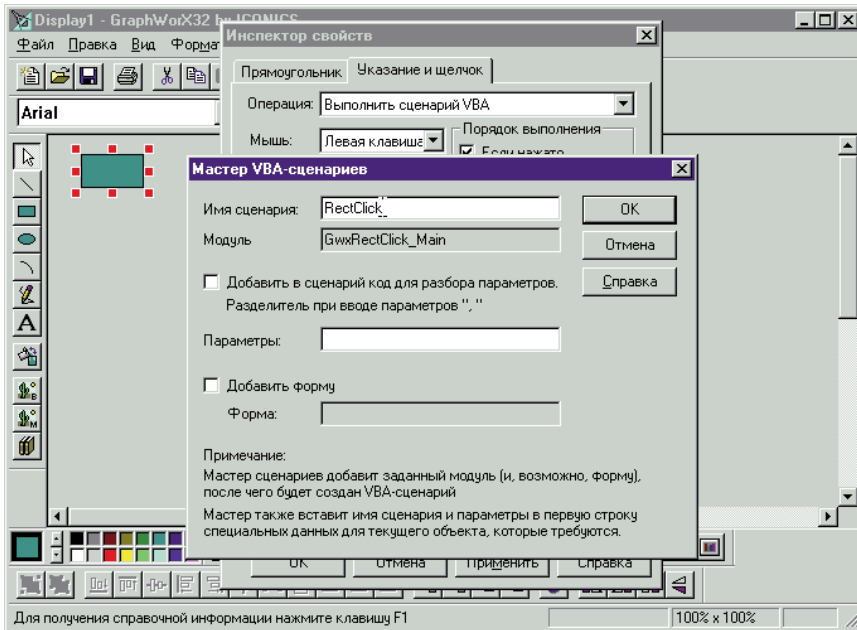 Display1 - GraphWorX32 by ICONICS
Файл Правка Вид Формат
Инспектор свойств
Прямоугольник Указание и щелчок
Arial
Операция: Выполнить сценарий VBA
Мышь: Левая клавиша
Порядок выполнения
Если нажато
Мастер VBA-сценариев
Имя сценария: RectClick
OK
Модуль GwxRectClick_Main
Отмена
Добавить в сценарий код для разбора параметров.
Справка
Разделитель при вводе параметров ","
Параметры:
Добавить форму
Форма:
Примечание:
Мастер сценариев добавит заданный модуль (и, возможно, форму),
после чего будет создан VBA-сценарий
Мастер также вставит имя сценария и параметры в первую строку
специальных данных для текущего объекта, которые требуются.
A
B
M
OK Отмена Применить Справка
Для получения справочной информации нажмите клавишу F1
100% x 100%